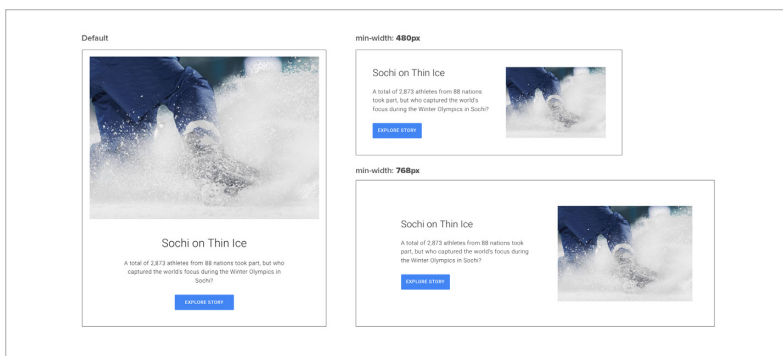 Default
Sochi on Thin Ice
A total of 2,873 athletes from 88 nations took part, but who
captured the world's focus during the Winter Olympics in
Sochi?
EXPLORE STORY
min-width: 480px
Sochi on Thin Ice
A total of 2,873 athletes from 88 nations
took part, but who captured the world's
focus during the Winter Olympics in Sochi?
EXPLORE STORY
min-width: 768px
Sochi on Thin Ice
A total of 2,873 athletes from 88 nations took
part, but who captured the world's focus during
the Winter Olympics in Sochi?
EXPLORE STORY